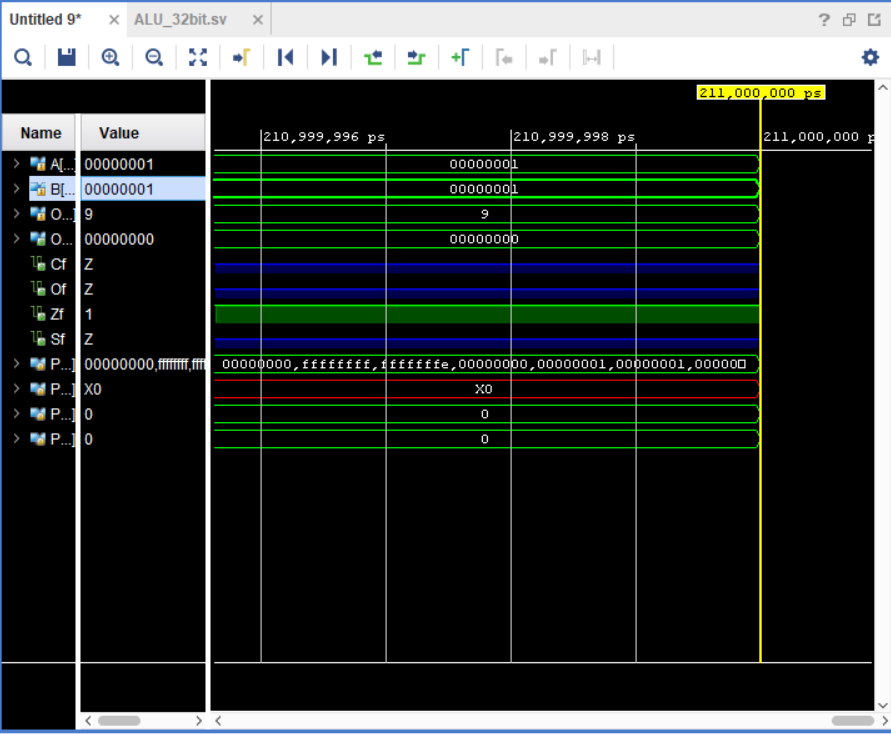 Untitled 9* × ALU_32bit.sv × ?
211,000,000 ps
Name Value 210,999,996 ps 210,999,998 ps 211,000,000 p
A[...] 00000001 00000001
B[... 00000001 00000001
O...] 9 9
O... 00000000 00000000
Cf Z
Of Z
Zf 1
Sf Z
P...] 00000000,ffffffff,fff 00000000,ffffffff,fffffffe,00000000,00000001,00000001,00000
P...] X0 X0
P...] 0 0
P...] 0 0